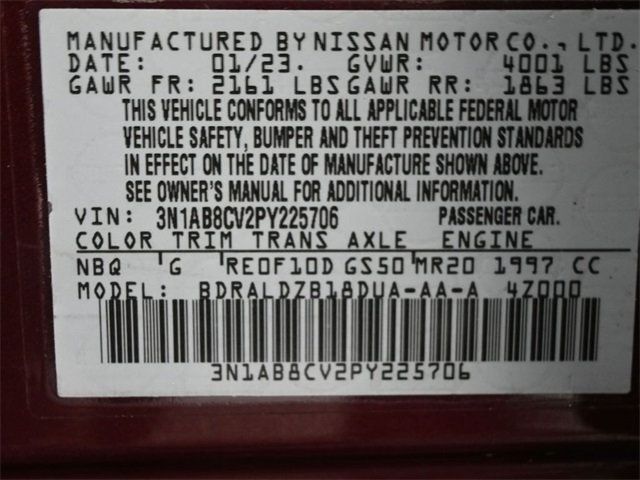 MANUFACTURED BY NISSAN MOTOR CO., LTD.
DATE: 01/23. GVWR: 4001 LBS
GAWR FR: 2161 LBS GAWR RR: 1863 LBS
THIS VEHICLE CONFORMS TO ALL APPLICABLE FEDERAL MOTOR
VEHICLE SAFETY, BUMPER AND THEFT PREVENTION STANDARDS
IN EFFECT ON THE DATE OF MANUFACTURE SHOWN ABOVE.
SEE OWNER'S MANUAL FOR ADDITIONAL INFORMATION.
VIN: 3N1AB8CV2PY225706 PASSENGER CAR.
COLOR TRIM TRANS AXLE ENGINE
NBQ G RE0F10D GS50 MR20 1997 CC
MODEL: BDRALDZB18DUA-AA-A 4Z000
3N1AB8CV2PY225706